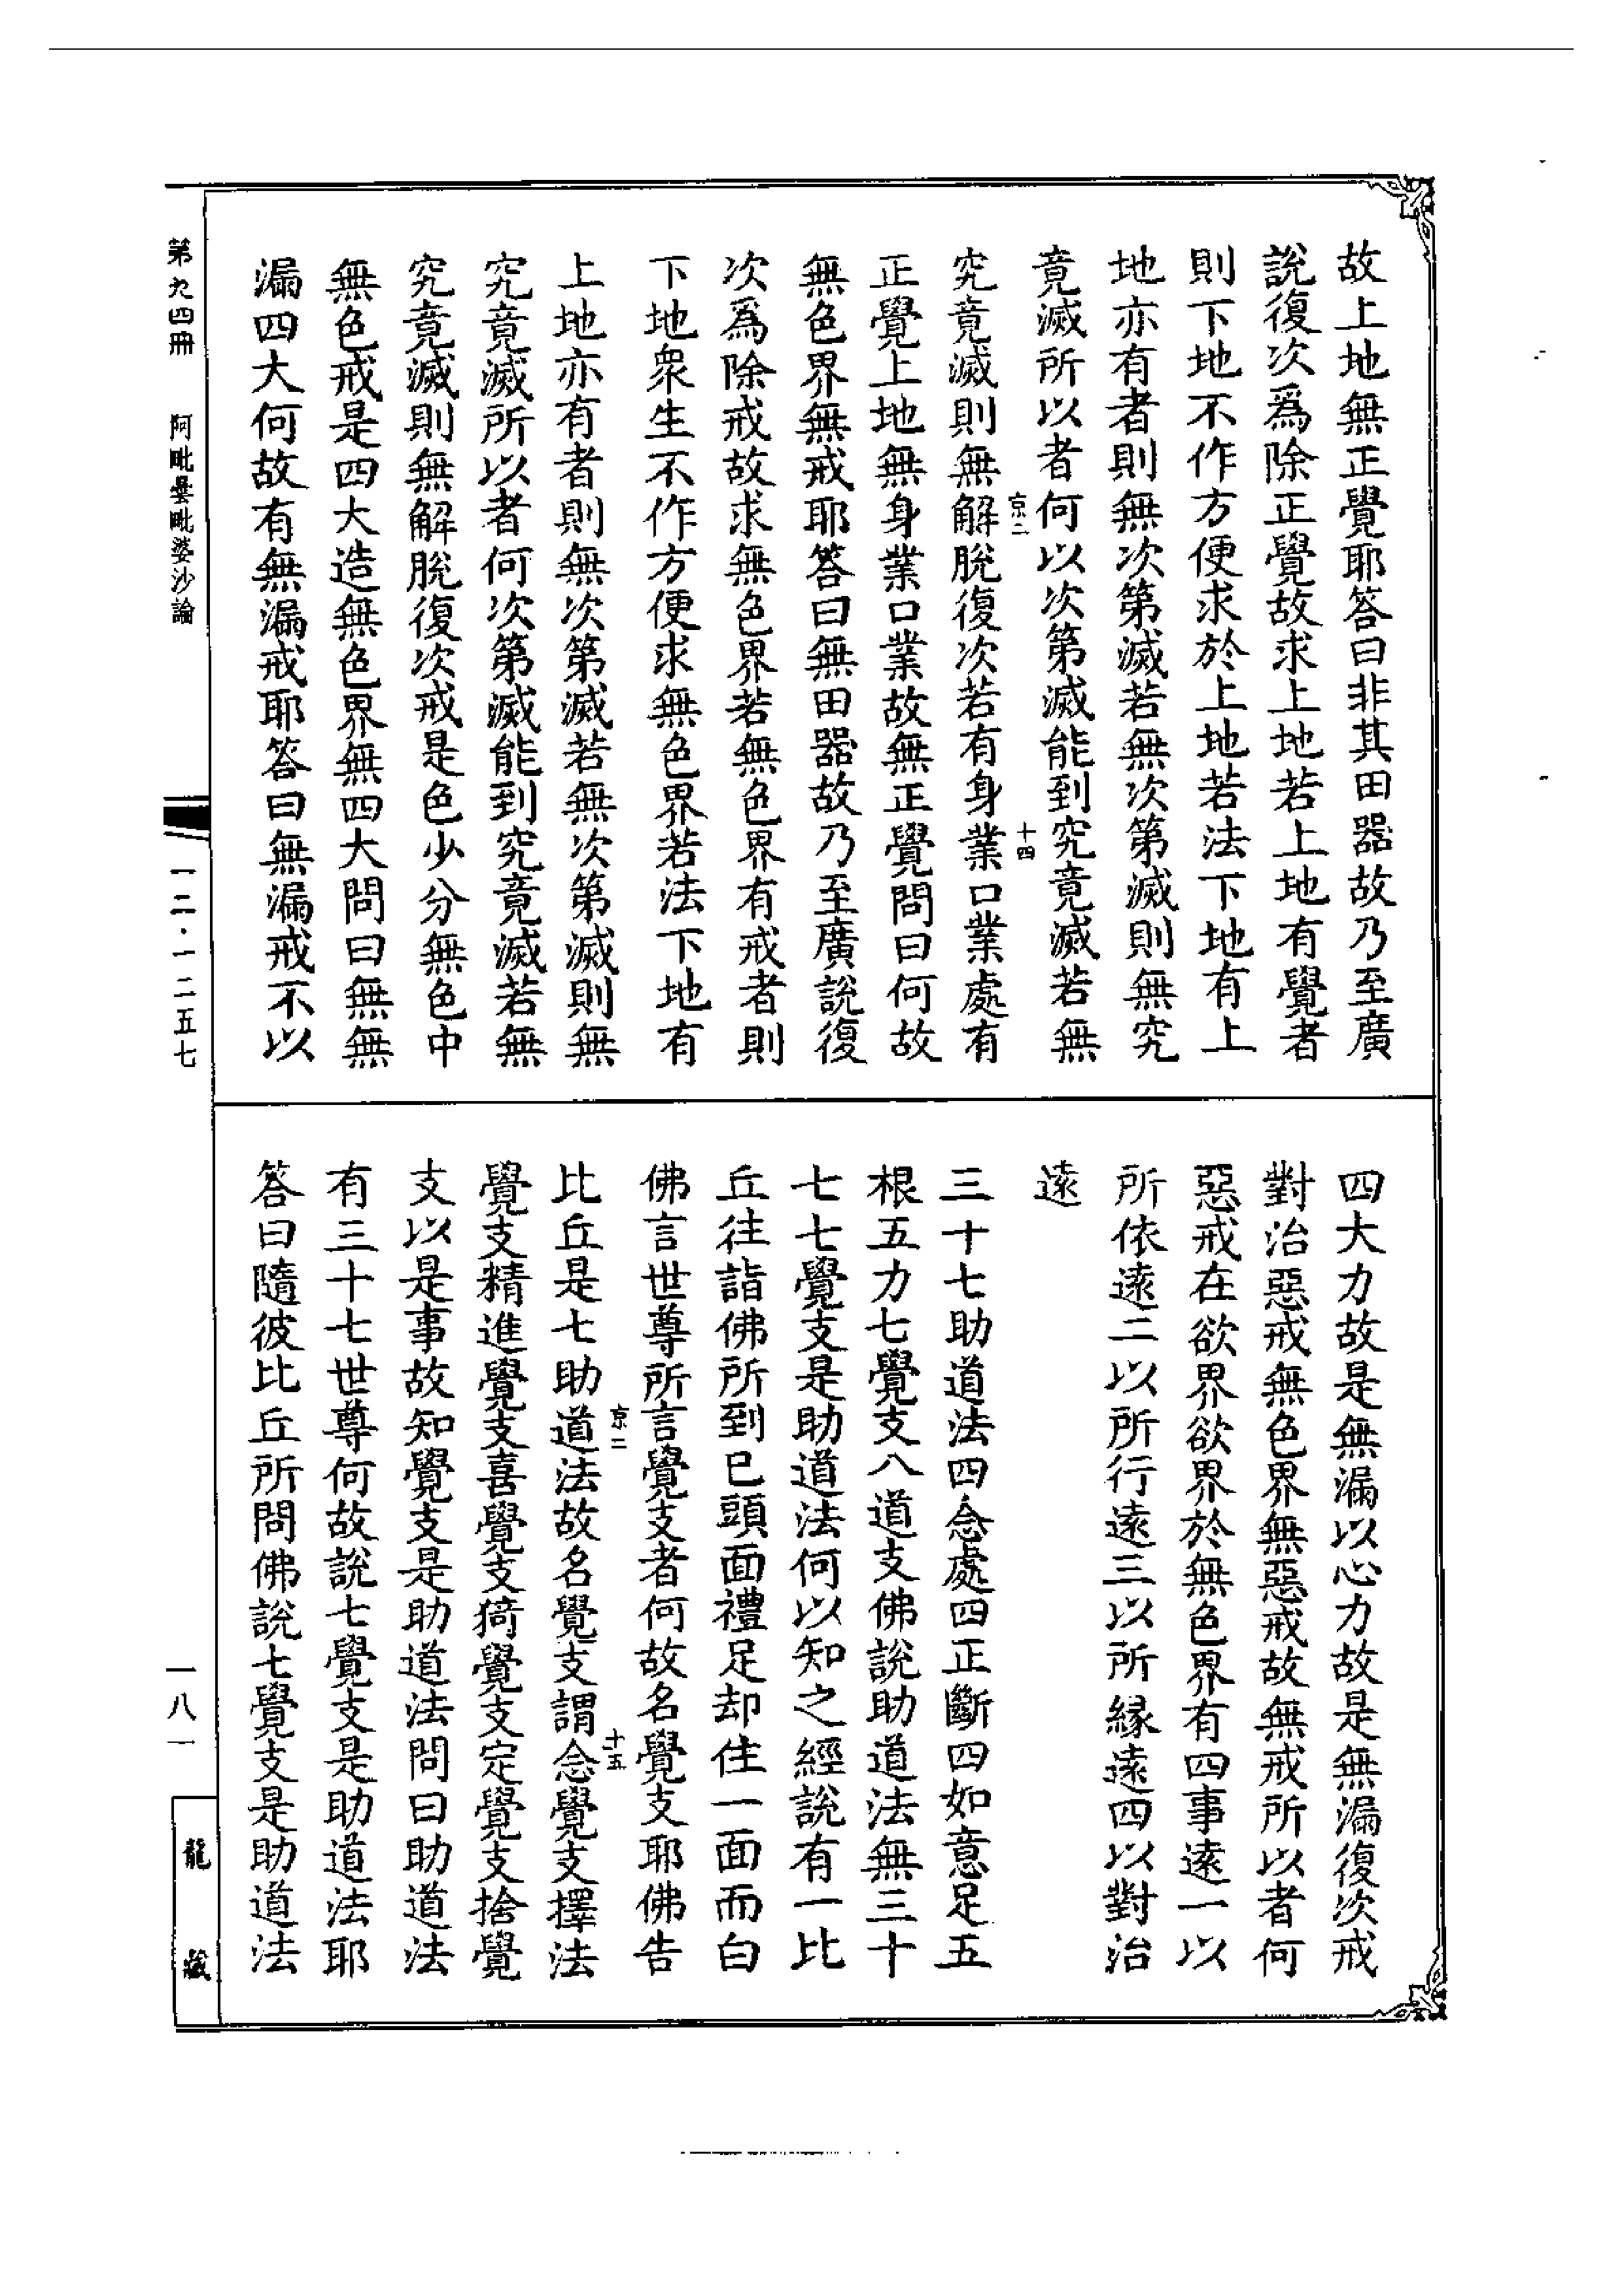 故上地無正覺耶答曰非其田器故乃至廣
說復次爲除正覺故求上地若上地有覺者
則下地不作方便求於上地若法下地有上
地亦有者則無次第滅若無次第滅則無究
竟滅所以者何以次第滅能到究竟滅若無
京二
十四
究竟滅則無解脫復次若有身業口業處有
正覺上地無身業口業故無正覺問曰何故
無色界無戒耶答曰無田器故乃至廣說復
次爲除戒故求無色界若無色界有戒者則
下地衆生不作方便求無色界若法下地有
上地亦有者則無次第滅若無次第滅則無
究竟滅所以者何次第滅能到究竟滅若無
究竟滅則無解脫復次戒是色少分無色中
無色戒是四大造無色界無四大問曰無無
漏四大何故有無漏戒耶答曰無漏戒不以
四大力故是無漏以心力故是無漏復次戒
對治惡戒無色界無惡戒故無戒所以者何
惡戒在欲界欲界於無色界有四事遠一以
所依遠二以所行遠三以所緣遠四以對治
遠
三十七助道法四念處四正斷四如意足五
根五力七覺支八道支佛說助道法無三十
七七覺支是助道法何以知之經說有一比
丘往詣佛所到已頭面禮足却住一面而白
佛言世尊所言覺支者何故名覺支耶佛告
京二
十五
比丘是七助道法故名覺支謂念覺支擇法
覺支精進覺支喜覺支猗覺支定覺支捨覺
支以是事故知覺支是助道法問曰助道法
有三十七世尊何故說七覺支是助道法耶
答曰隨彼比丘所問佛說七覺支是助道法
第九四冊
阿毗曇毗婆沙論
一二·一二五七
一八一
龍藏